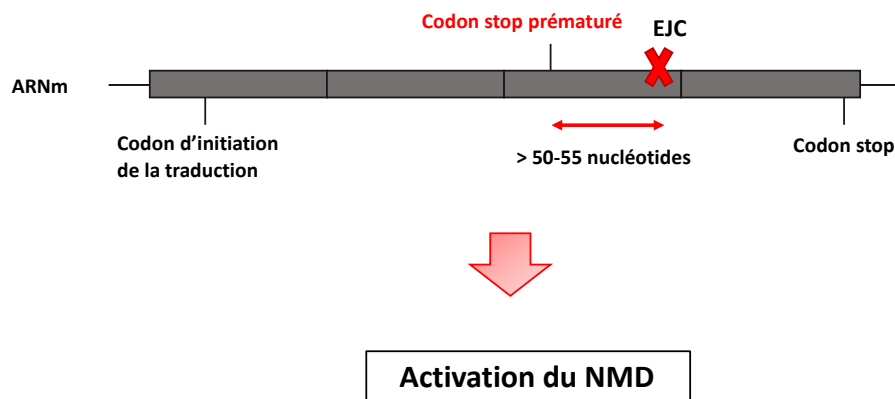 Codon stop prématuré
EJC
ARNm
Codon d’initiation
de la traduction
> 50-55 nucléotides
Codon stop
Activation du NMD